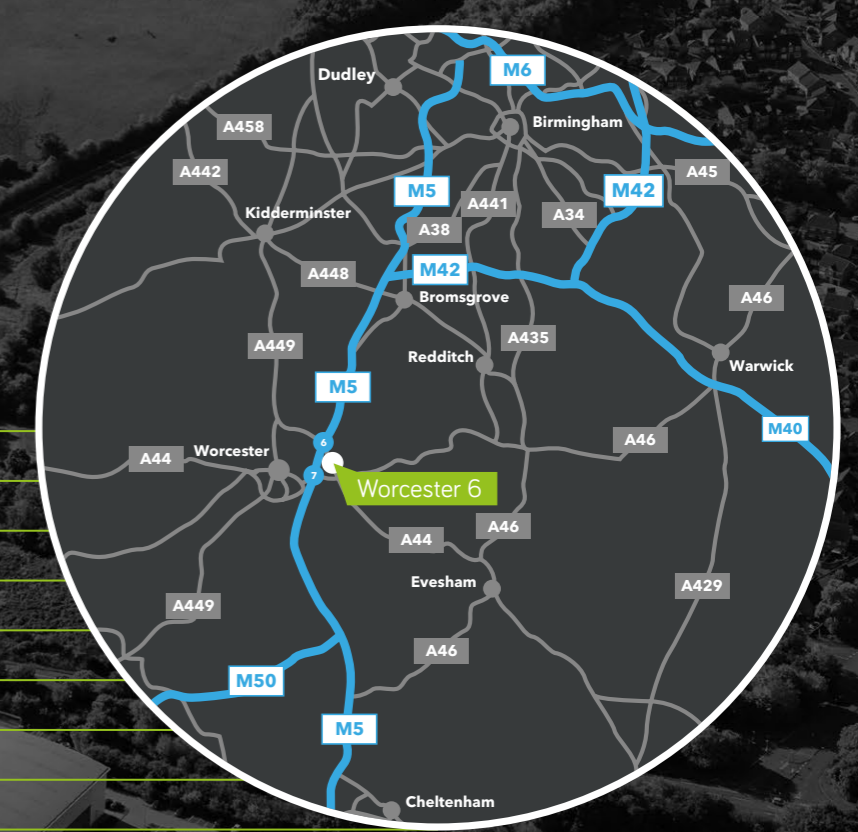 M6
Dudley
Birmingham
A458
A442
A45
M5
M42
A441
Kidderminster
A34
A38
M42
A448
Bromsgrove
A46
A435
A449
Redditch
Warwick
M5
M40
A46
6
Worcester
A44
7
Worcester 6
A46
A44
Evesham
A429
A449
A46
M50
M5
Cheltenham